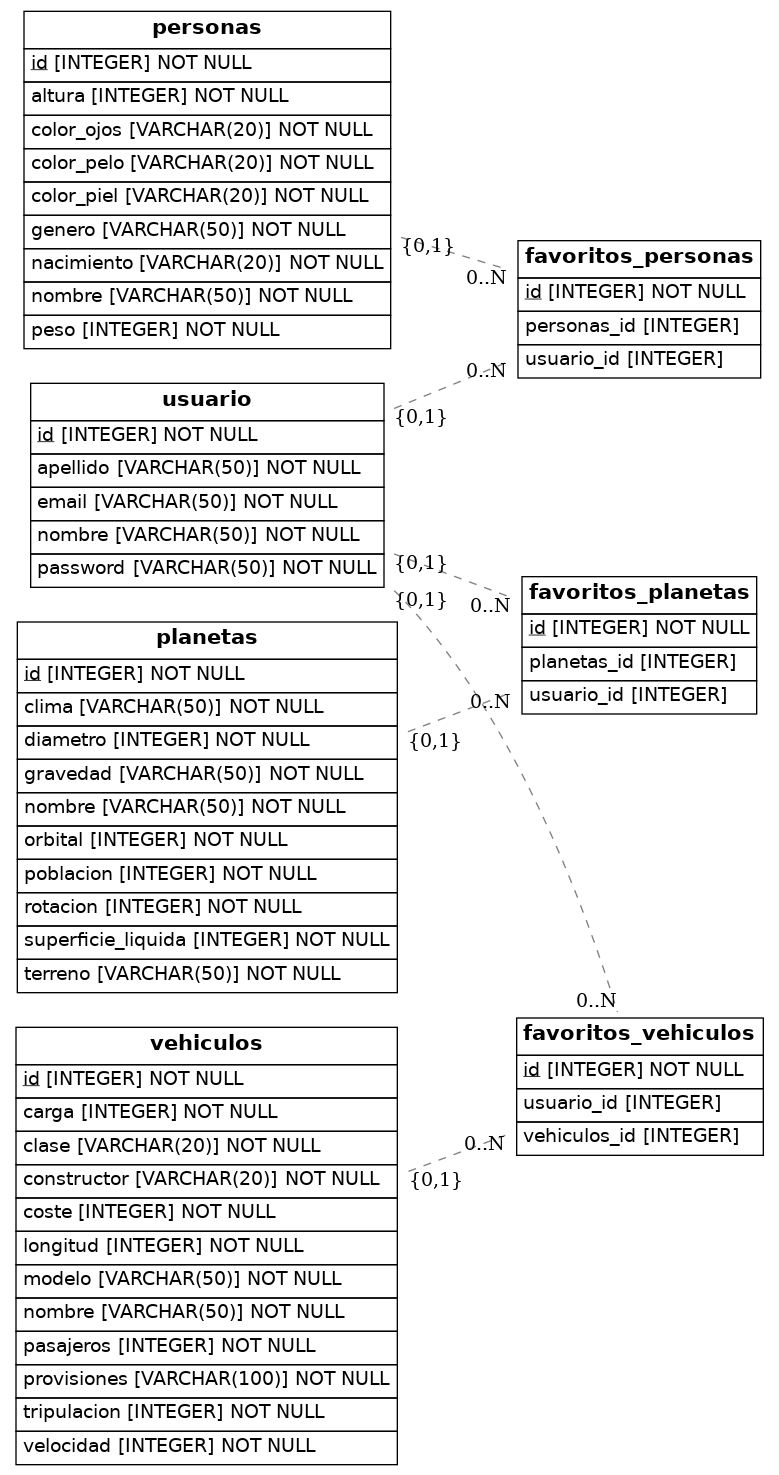 personas
id [INTEGER] NOT NULL
altura [INTEGER] NOT NULL
color_ojos [VARCHAR(20)] NOT NULL
color_pelo [VARCHAR(20)] NOT NULL
color_piel [VARCHAR(20)] NOT NULL
genero [VARCHAR(50)] NOT NULL
nacimiento [VARCHAR(20)] NOT NULL
nombre [VARCHAR(50)] NOT NULL
peso [INTEGER] NOT NULL
{0,1}
0..N
favoritos_personas
id [INTEGER] NOT NULL
personas_id [INTEGER]
usuario_id [INTEGER]
0..N
{0,1}
usuario
id [INTEGER] NOT NULL
apellido [VARCHAR(50)] NOT NULL
email [VARCHAR(50)] NOT NULL
nombre [VARCHAR(50)] NOT NULL
password [VARCHAR(50)] NOT NULL
{0,1}
{0,1}
0..N
favoritos_planetas
id [INTEGER] NOT NULL
planetas_id [INTEGER]
usuario_id [INTEGER]
0..N
{0,1}
planetas
id [INTEGER] NOT NULL
clima [VARCHAR(50)] NOT NULL
diametro [INTEGER] NOT NULL
gravedad [VARCHAR(50)] NOT NULL
nombre [VARCHAR(50)] NOT NULL
orbital [INTEGER] NOT NULL
poblacion [INTEGER] NOT NULL
rotacion [INTEGER] NOT NULL
superficie_liquida [INTEGER] NOT NULL
terreno [VARCHAR(50)] NOT NULL
0..N
favoritos_vehiculos
id [INTEGER] NOT NULL
usuario_id [INTEGER]
vehiculos_id [INTEGER]
0..N
{0,1}
vehiculos
id [INTEGER] NOT NULL
carga [INTEGER] NOT NULL
clase [VARCHAR(20)] NOT NULL
constructor [VARCHAR(20)] NOT NULL
coste [INTEGER] NOT NULL
longitud [INTEGER] NOT NULL
modelo [VARCHAR(50)] NOT NULL
nombre [VARCHAR(50)] NOT NULL
pasajeros [INTEGER] NOT NULL
provisiones [VARCHAR(100)] NOT NULL
tripulacion [INTEGER] NOT NULL
velocidad [INTEGER] NOT NULL